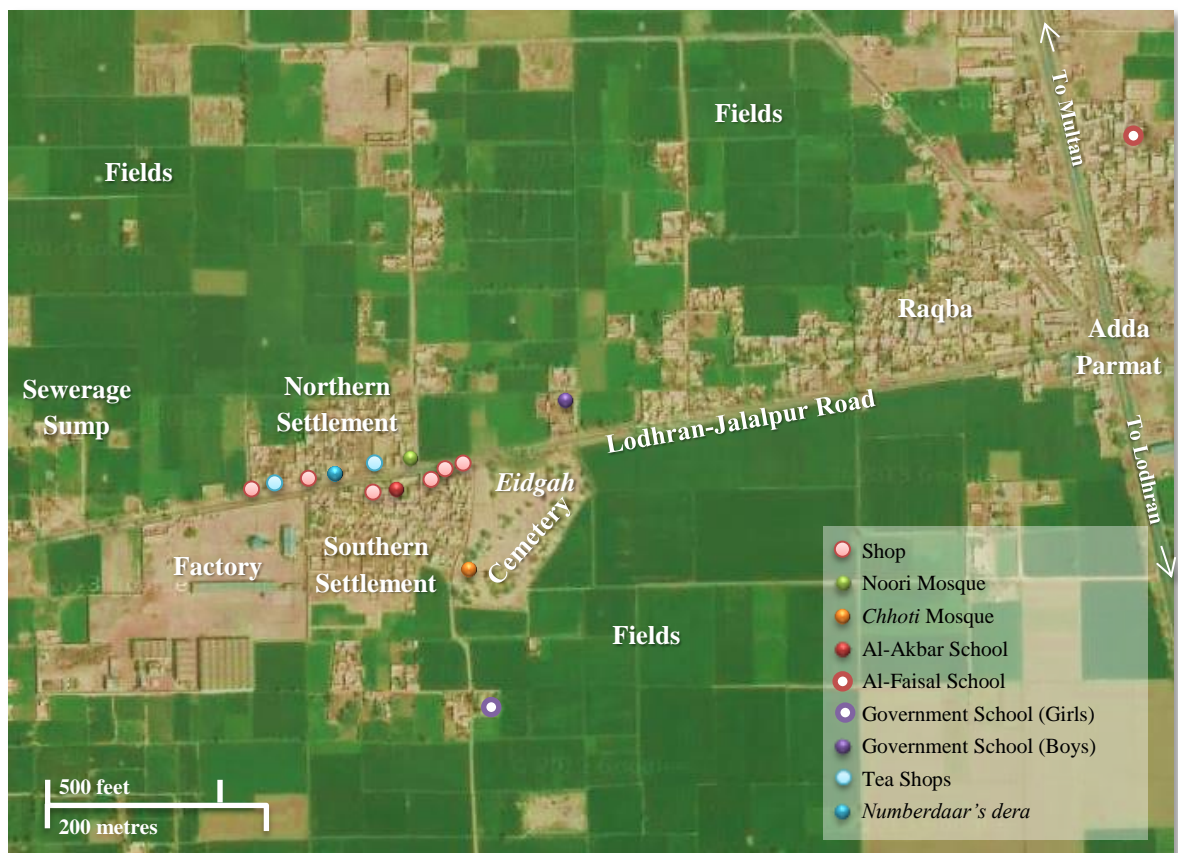 Fields
To Multan
Fields
Raqba
Adda
Parmat
Sewerage
Sump
Northern
Settlement
Lodhran-Jalalpur Road
To Lodhran
Eidgah
Cemetery
Southern
Settlement
Factory
Fields
Shop
Noori Mosque
Chhoti Mosque
Al-Akbar School
Al-Faisal School
Government School (Girls)
Government School (Boys)
Tea Shops
Numberdaar’s dera
500 feet
200 metres